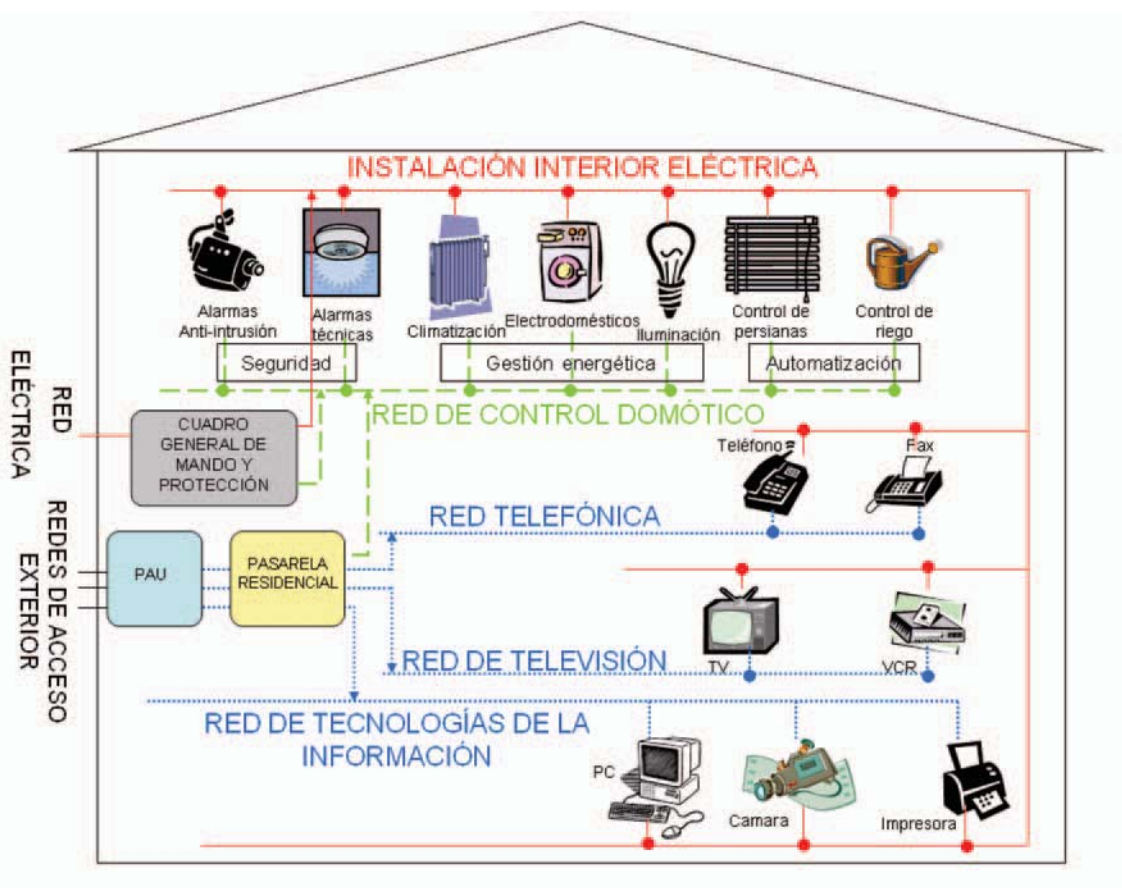 INSTALACIÓN INTERIOR ELÉCTRICA
Alarmas
Anti-intrusión
Alarmas
técnicas
Climatización
Electrodomésticos
Iluminación
Control de
persianas
Control de
riego
Seguridad
Gestión energética
Automatización
RED DE CONTROL DOMÓTICO
RED
ELÉCTRICA
CUADRO
GENERAL DE
MANDO Y
PROTECCIÓN
Teléfono
Fax
RED TELEFÓNICA
REDES DE ACCESO
EXTERIOR
PAU
PASARELA
RESIDENCIAL
TV
VCR
RED DE TELEVISIÓN
RED DE TECNOLOGÍAS DE LA
INFORMACIÓN
PC
Camara
Impresora